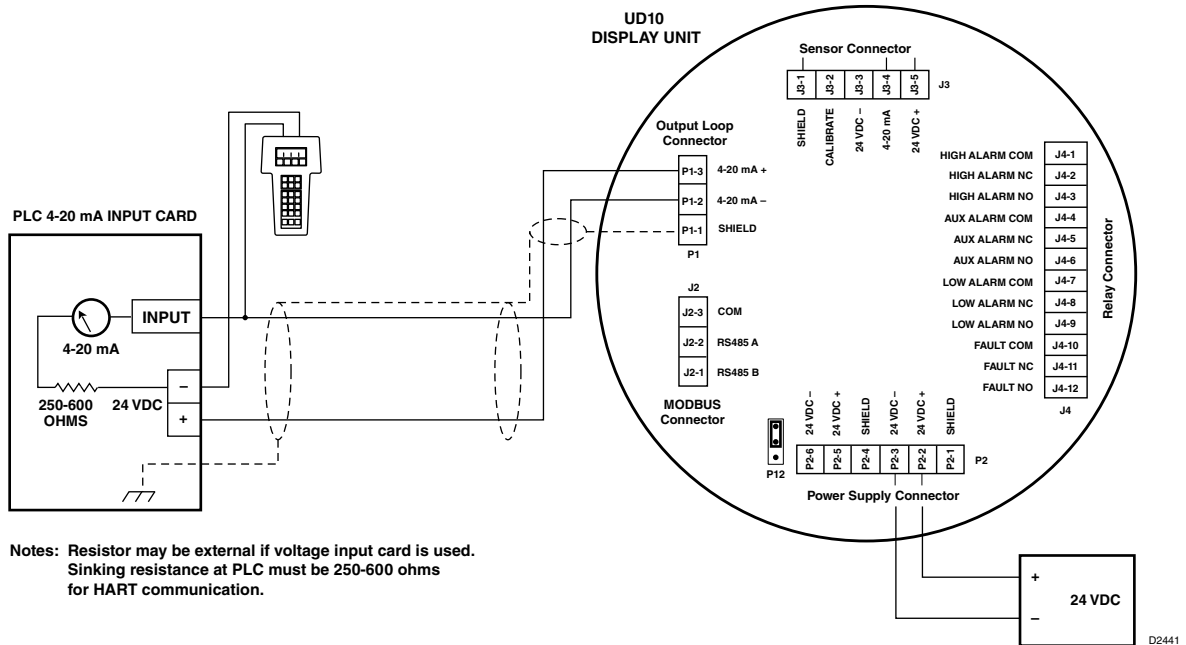 UD10
DISPLAY UNIT
Sensor Connector
J3-1
J3-2
J3-3
J3-4
J3-5
J3
SHIELD
CALIBRATE
24 VDC –
4-20 mA
24 VDC +
Output Loop
Connector
P1-3 4-20 mA +
P1-2 4-20 mA –
P1-1 SHIELD
P1
J2
J2-3 COM
J2-2 RS485 A
J2-1 RS485 B
MODBUS
Connector
HIGH ALARM COM J4-1
HIGH ALARM NC J4-2
HIGH ALARM NO J4-3
AUX ALARM COM J4-4
AUX ALARM NC J4-5
AUX ALARM NO J4-6
LOW ALARM COM J4-7
LOW ALARM NC J4-8
LOW ALARM NO J4-9
FAULT COM J4-10
FAULT NC J4-11
FAULT NO J4-12
J4
Relay Connector
PLC 4-20 mA INPUT CARD
INPUT
4-20 mA
250-600
OHMS
24 VDC
–
+
24 VDC –
24 VDC +
SHIELD
24 VDC –
24 VDC +
SHIELD
P12
P2-6
P2-5
P2-4
P2-3
P2-2
P2-1
P2
Power Supply Connector
+
24 VDC
–
Notes: Resistor may be external if voltage input card is used.
Sinking resistance at PLC must be 250-600 ohms
for HART communication.
D2441